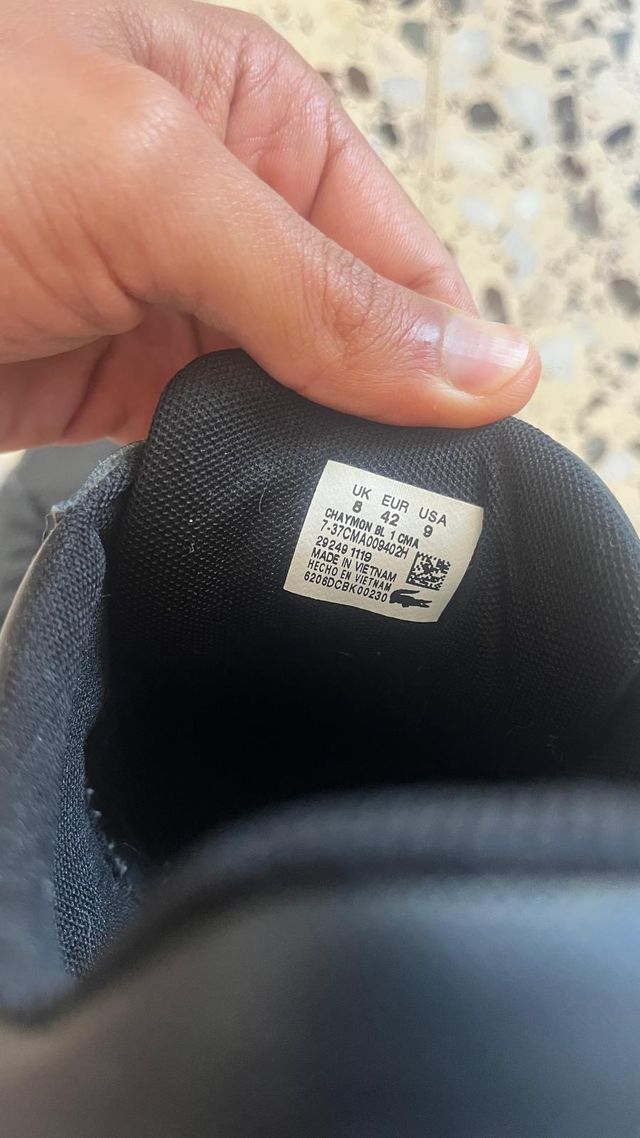 UK EUR USA
8 42 9
CHAYMON BL 1 CMA
7-37CMA009402H
29249 1119
MADE IN VIETNAM
HECHO EN VIETNAM
6206DCBK00230